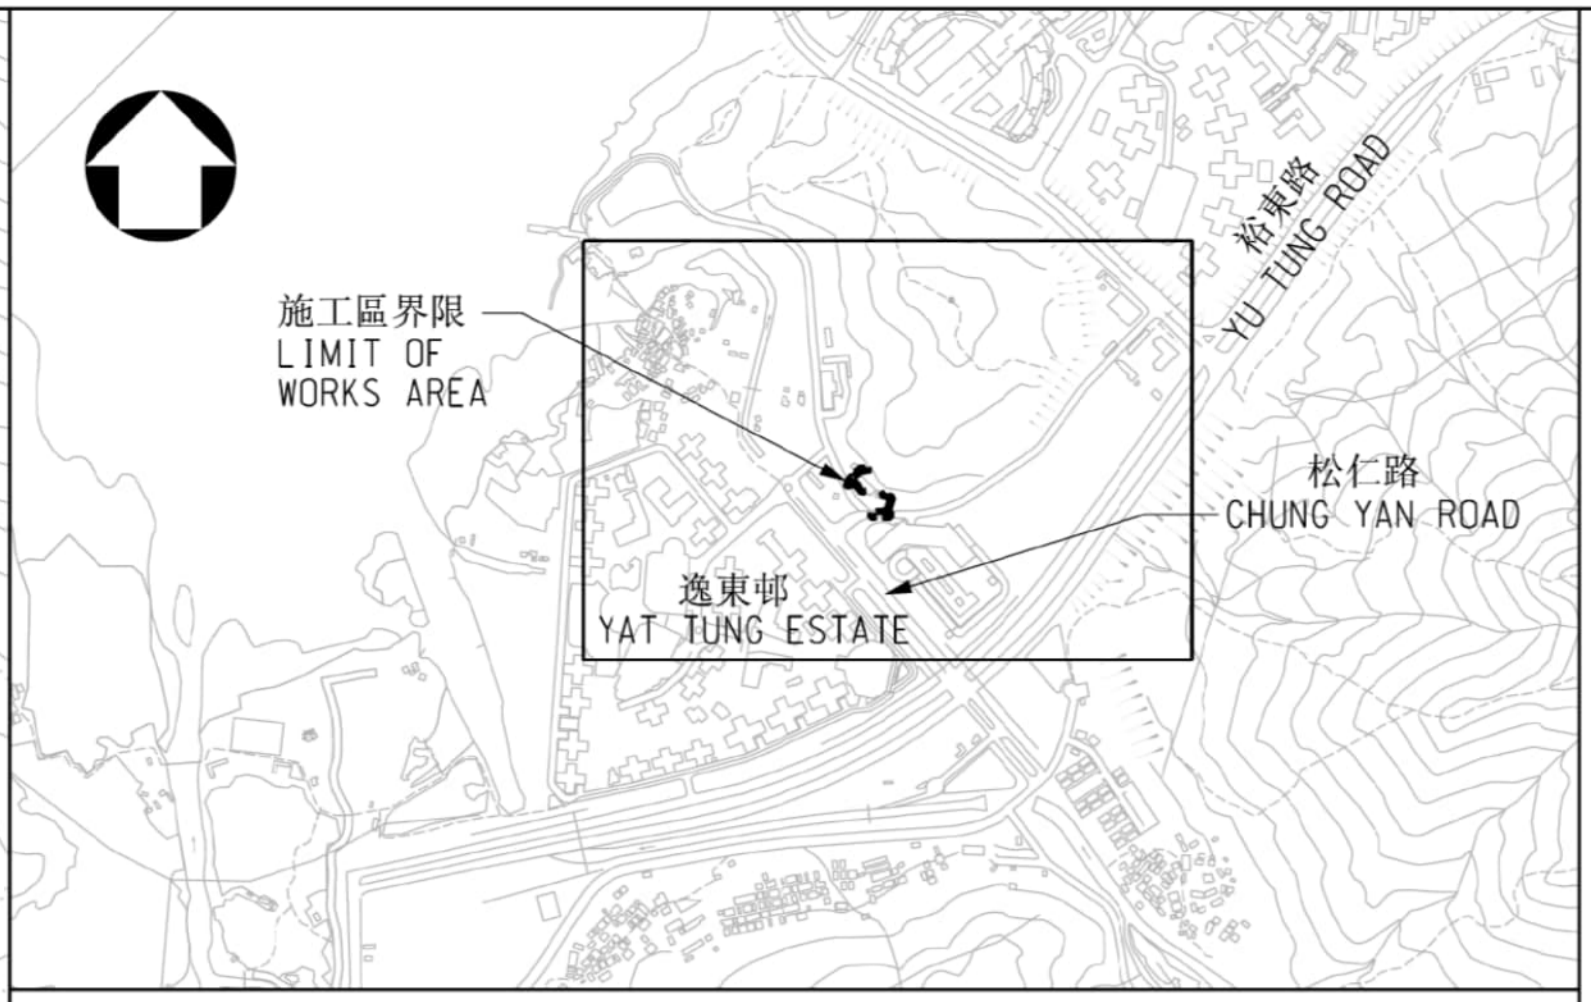 裕東路
YU TUNG ROAD
施工區界限
LIMIT OF
WORKS AREA
松仁路
CHUNG YAN ROAD
逸東邨
YAT TUNG ESTATE